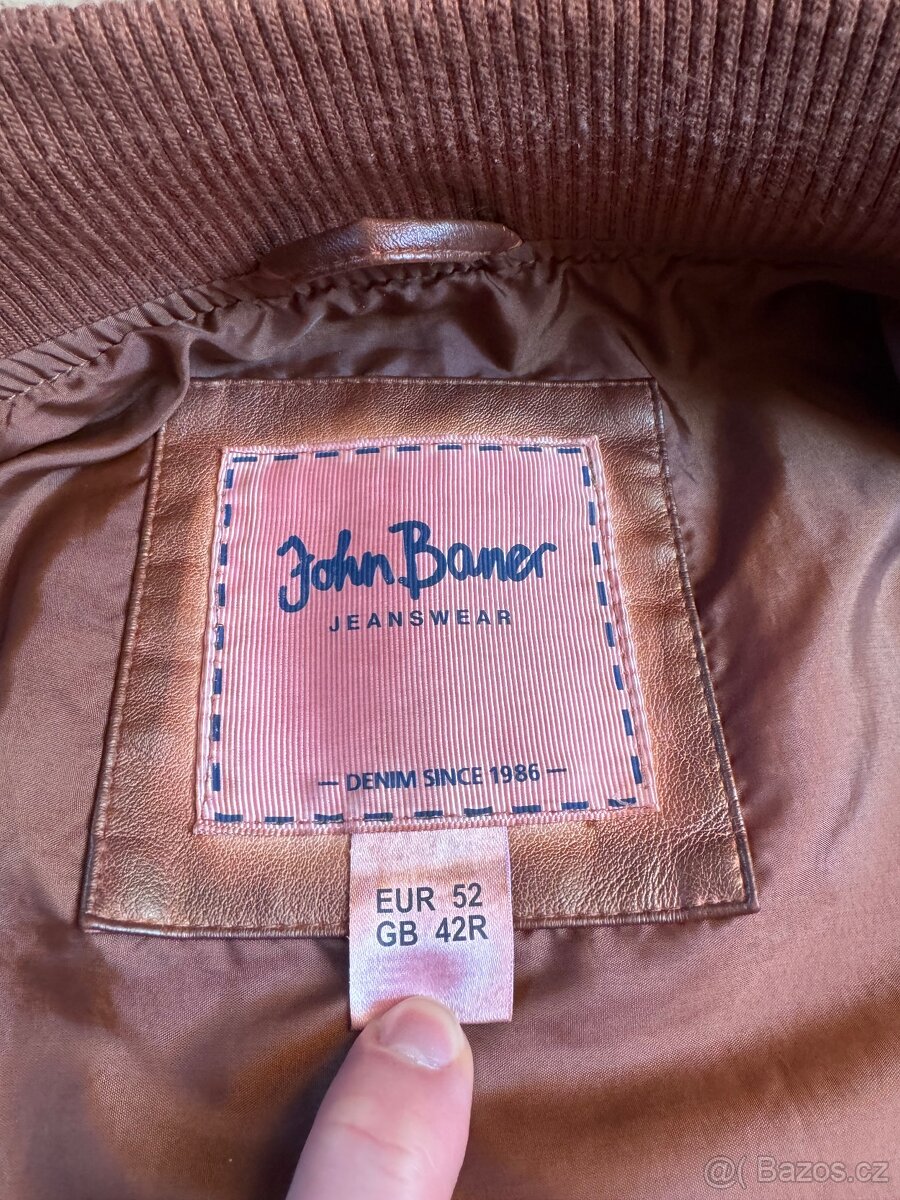 John Baner
JEANSWEAR
— DENIM SINCE 1986 —
EUR 52
GB 42R
@( Bazos.cz